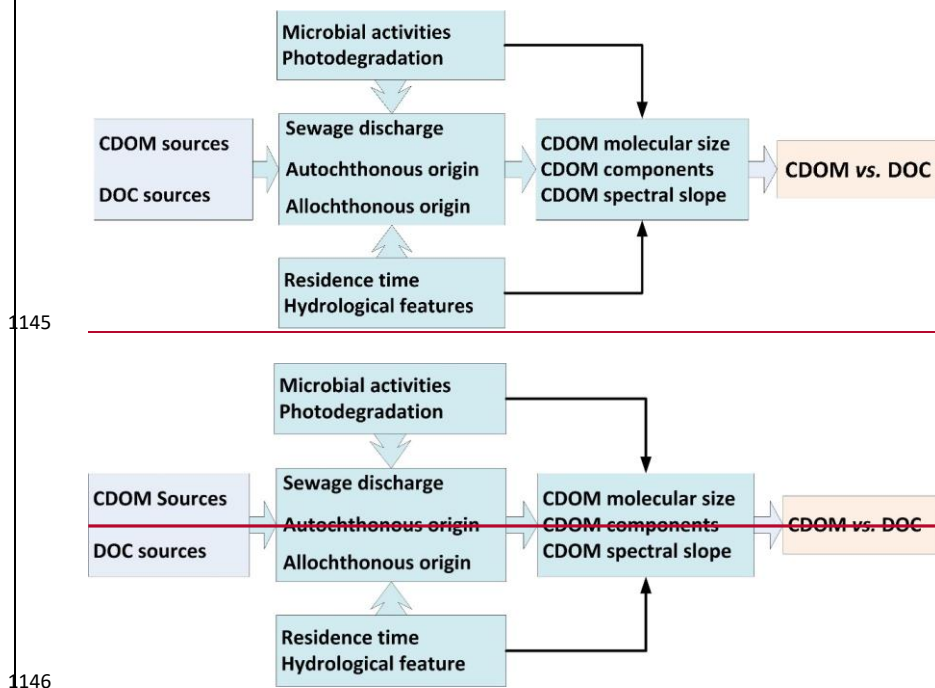 Microbial activities
Photodegradation
CDOM sources
DOC sources
Sewage discharge
Autochthonous origin
Allochthonous origin
CDOM molecular size
CDOM components
CDOM spectral slope
CDOM vs. DOC
Residence time
Hydrological features
1145
Microbial activities
Photodegradation
CDOM Sources
DOC sources
Sewage discharge
Autochthonous origin
Allochthonous origin
CDOM molecular size
CDOM components
CDOM spectral slope
CDOM vs. DOC
Residence time
Hydrological feature
1146